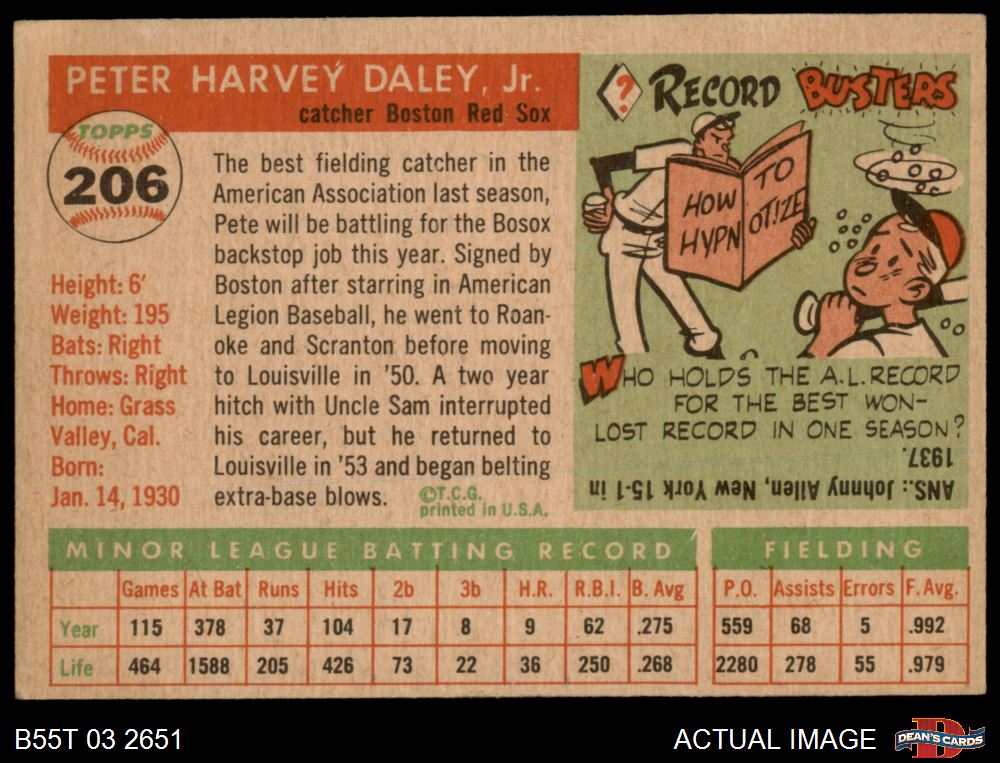 PETER HARVEY DALEY, Jr.
catcher Boston Red Sox
TOPPS
206
The best fielding catcher in the
American Association last season,
Pete will be battling for the Bosox
backstop job this year. Signed by
Boston after starring in American
Legion Baseball, he went to Roan-
oke and Scranton before moving
to Louisville in '50. A two year
hitch with Uncle Sam interrupted
his career, but he returned to
Louisville in '53 and began belting
extra-base blows.
©T.C.G.
printed in U.S.A.
Height: 6'
Weight: 195
Bats: Right
Throws: Right
Home: Grass
Valley, Cal.
Born:
Jan. 14, 1930
? RECORD BUSTERS
HOW TO
HYPNOTIZE
WHO HOLDS THE A.L. RECORD
FOR THE BEST WON-
LOST RECORD IN ONE SEASON?
ANS.: Johnny Allen, New York 15-1 in
1937.
MINOR LEAGUE BATTING RECORD FIELDING
Games At Bat Runs Hits 2b 3b H.R. R.B.I. B. Avg P.O. Assists Errors F. Avg.
Year 115 378 37 104 17 8 9 62 .275 559 68 5 .992
Life 464 1588 205 426 73 22 36 250 .268 2280 278 55 .979
B55T 03 2651
ACTUAL IMAGE
DEAN'S CARDS